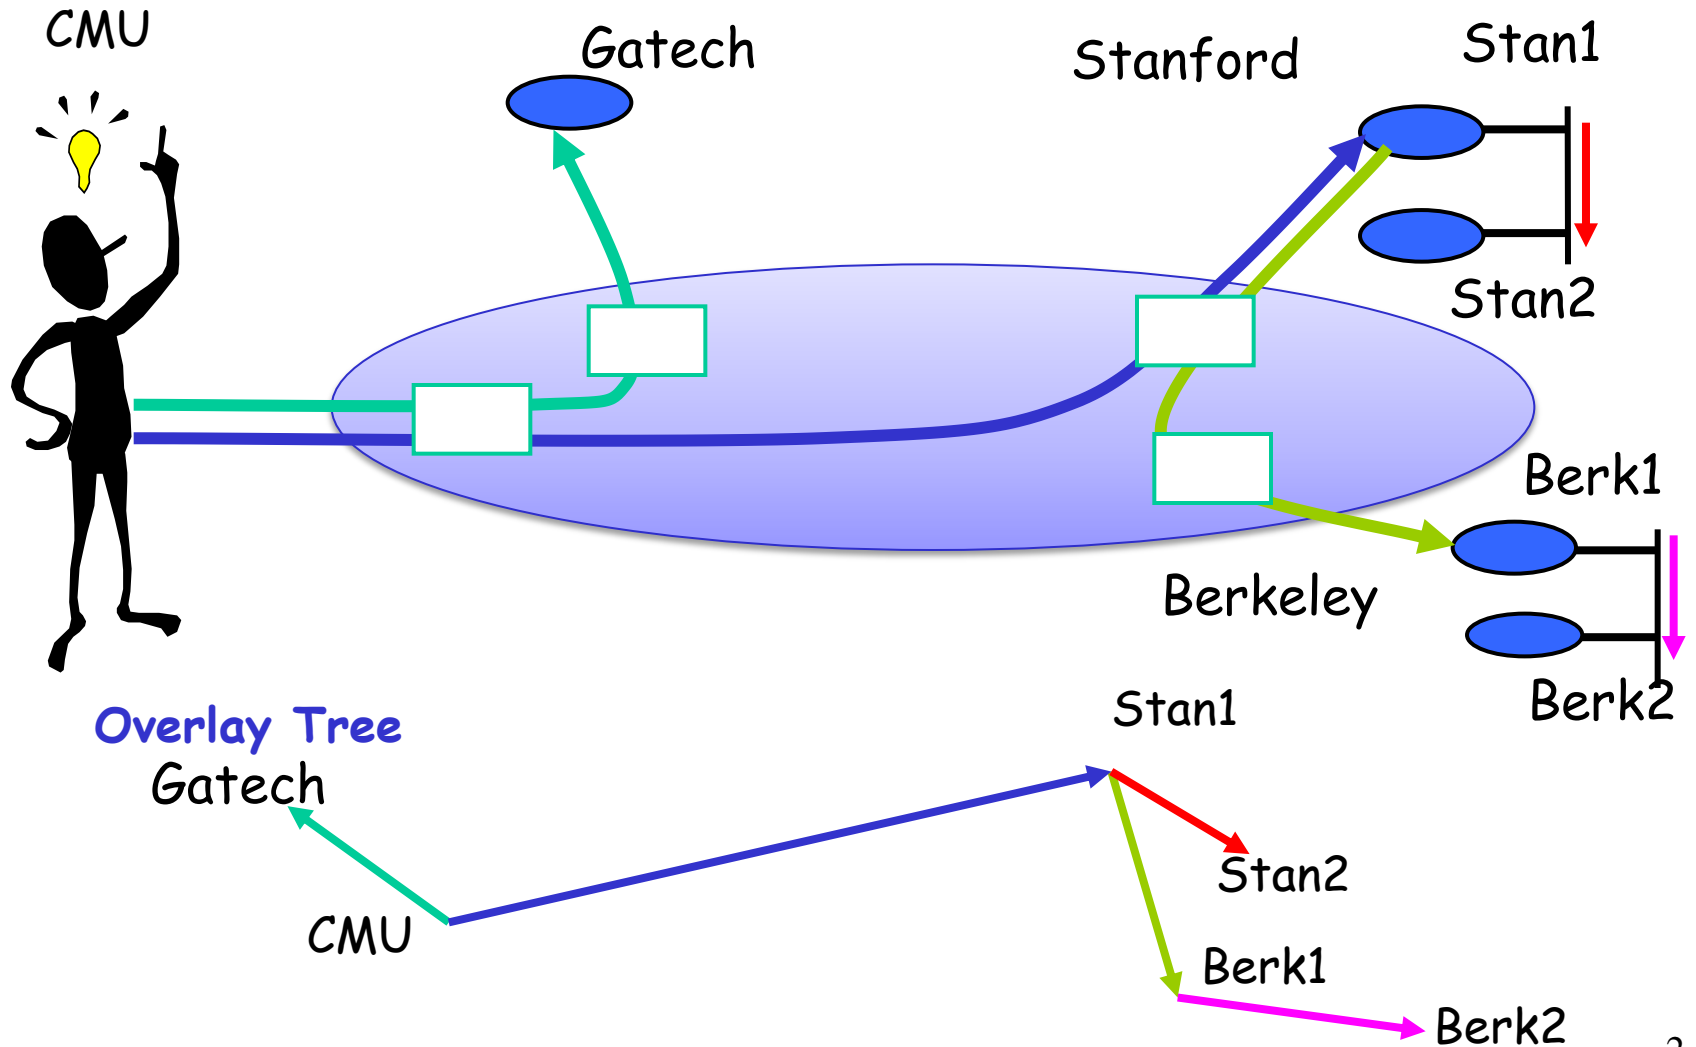 CMU
Gatech
Stanford
Stan1
Stan2
Berk1
Berkeley
Berk2
Overlay Tree
Gatech
Stan1
Stan2
CMU
Berk1
Berk2